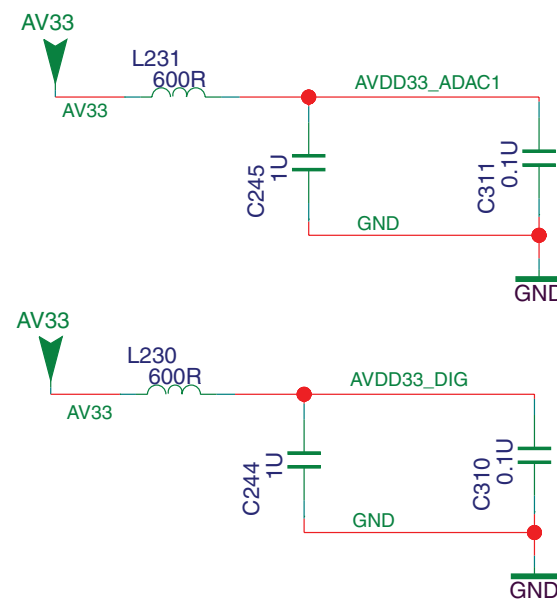 AV33
L231
600R
AV33
AVDD33_ADAC1
C245
1U
C311
0.1U
GND
GND
AV33
L230
600R
AV33
AVDD33_DIG
C244
1U
C310
0.1U
GND
GND